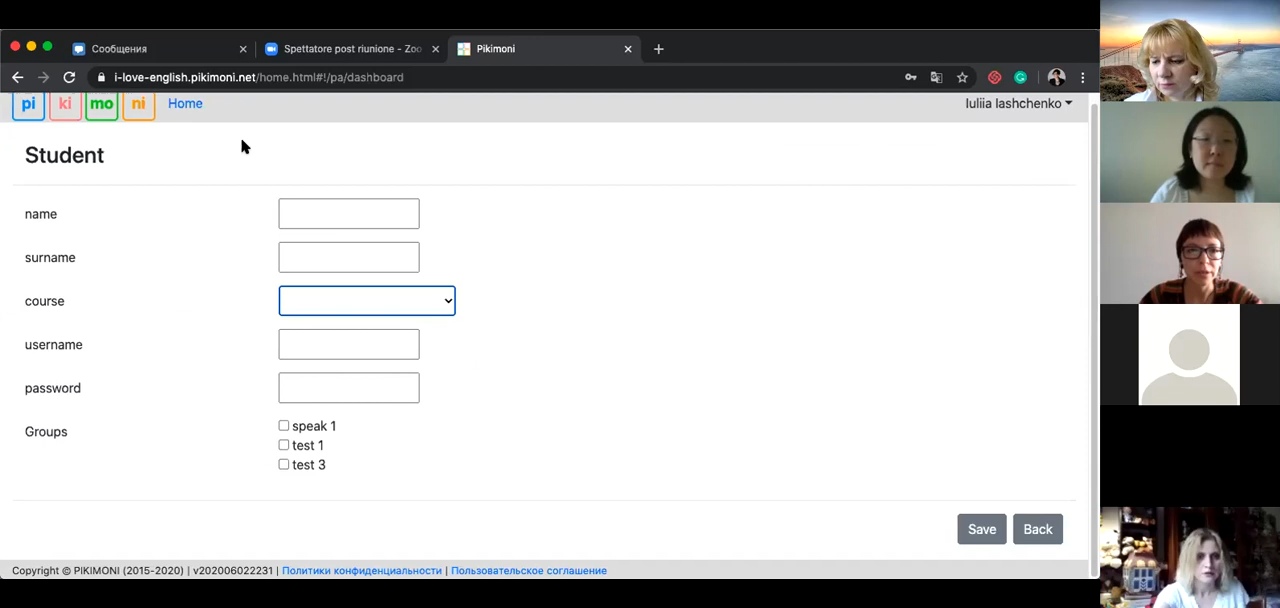 Сообщения
Spettatore post riunione - Zoo
Pikimoni
i-love-english.pikimoni.net/home.html#!/pa/dashboard
pi ki mo ni Home Iuliia Iashchenko
Student
name
surname
course
username
password
Groups
speak 1
test 1
test 3
Save Back
Copyright © PIKIMONI (2015-2020) | v202006022231 | Политики конфиденциальности | Пользовательское соглашение